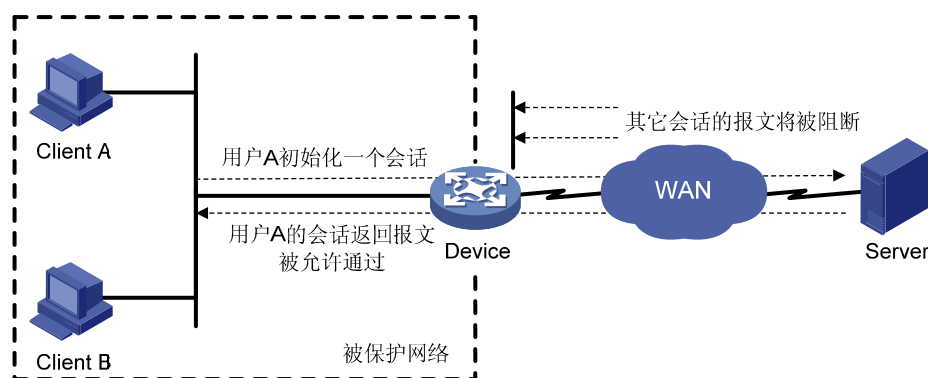 Client A
用户A初始化一个会话
其它会话的报文将被阻断
WAN
用户A的会话返回报文
被允许通过
Device
Server
Client B
被保护网络